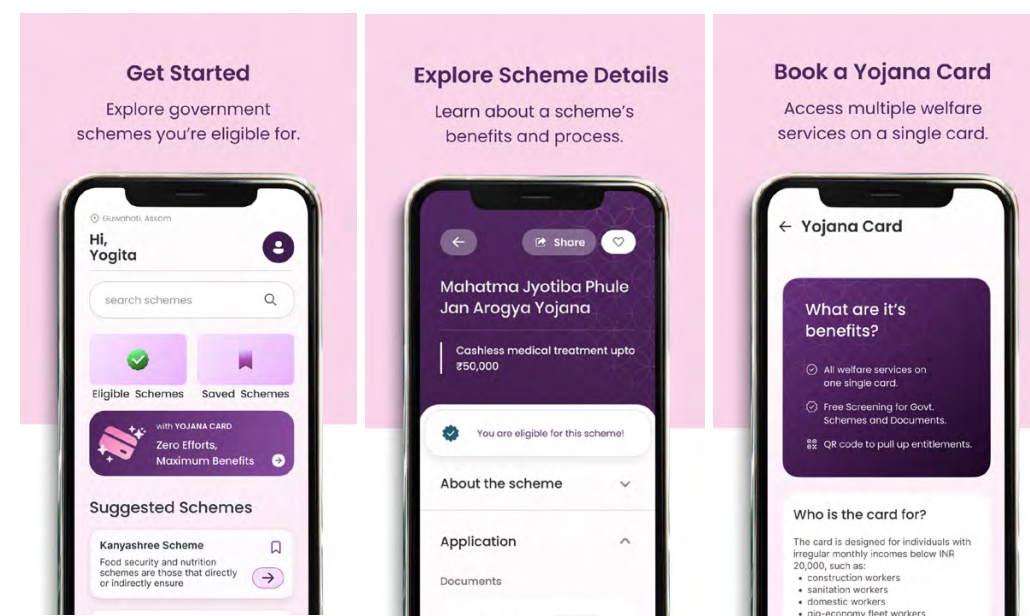 Get Started
Explore government
schemes you're eligible for.
Guwahati, Assam
Hi,
Yogita
search schemes
Eligible Schemes
Saved Schemes
with YOJANA CARD
Zero Efforts,
Maximum Benefits
Suggested Schemes
Kanyashree Scheme
Food security and nutrition
schemes are those that directly
or indirectly ensure
Explore Scheme Details
Learn about a scheme's
benefits and process.
Share
Mahatma Jyotiba Phule
Jan Arogya Yojana
Cashless medical treatment upto
₹50,000
You are eligible for this scheme!
About the scheme
Application
Documents
Book a Yojana Card
Access multiple welfare
services on a single card.
Yojana Card
What are it's
benefits?
All welfare services on
one single card.
Free Screening for Govt.
Schemes and Documents.
QR code to pull up entitlements.
Who is the card for?
The card is designed for individuals with
irregular monthly incomes below INR
20,000, such as:
• construction workers
• sanitation workers
• domestic workers
• gig-economy fleet workers